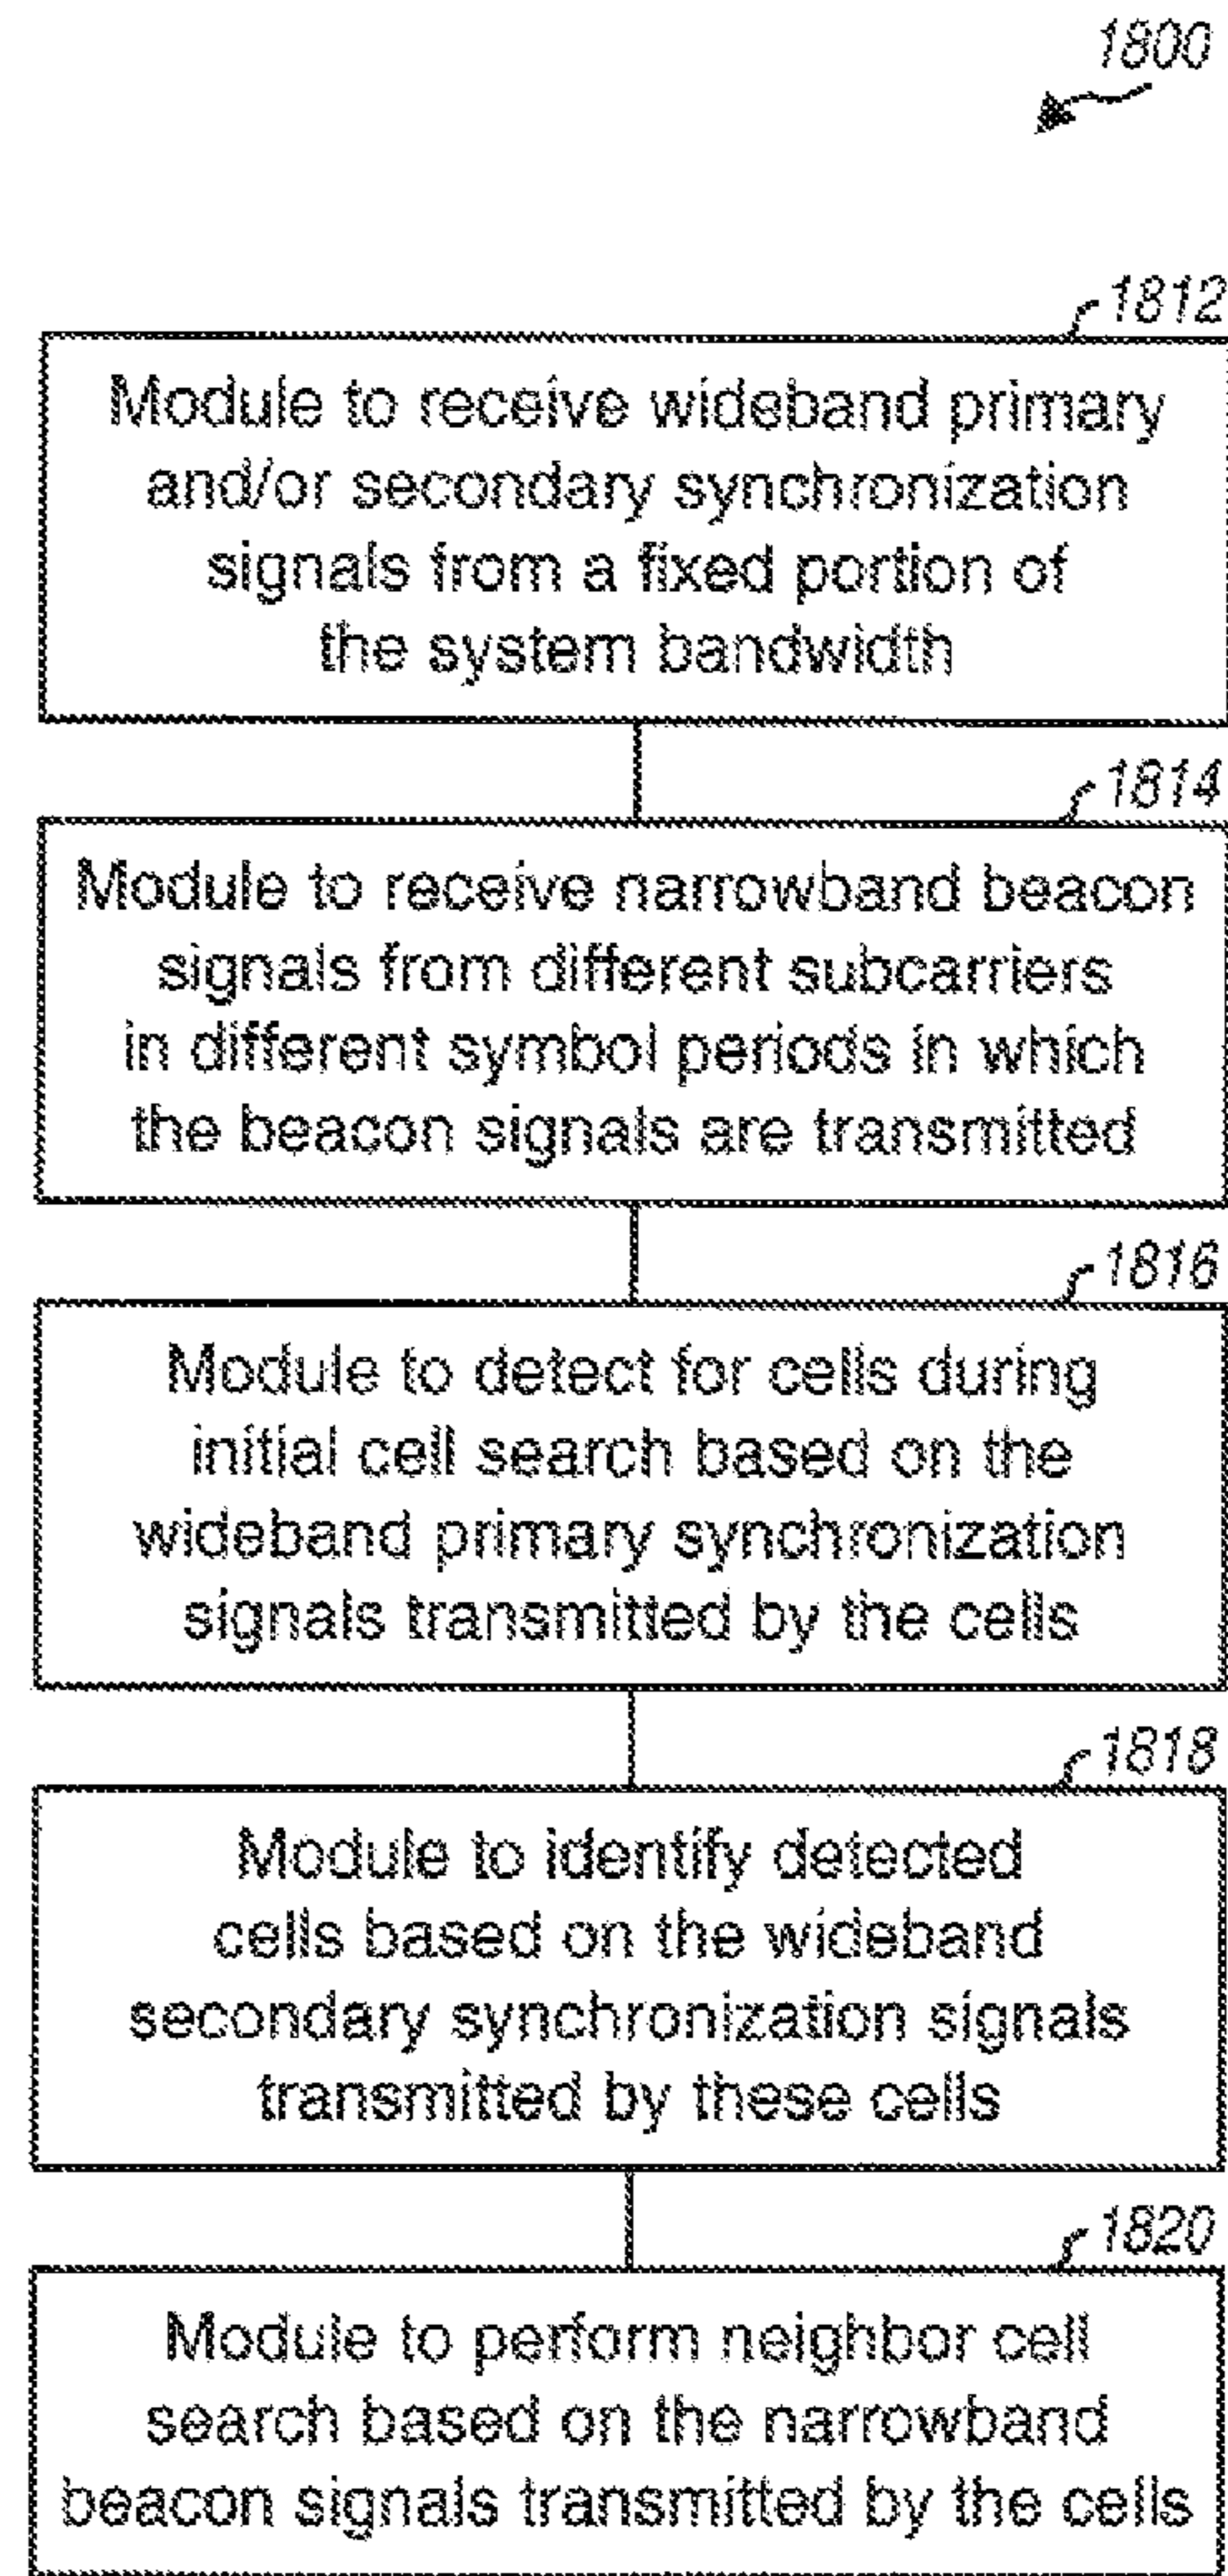 1800
1812
Module to receive wideband primary
and/or secondary synchronization
signals from a fixed portion of
the system bandwidth
1814
Module to receive narrowband beacon
signals from different subcarriers
in different symbol periods in which
the beacon signals are transmitted
1816
Module to detect for cells during
initial cell search based on the
wideband primary synchronization
signals transmitted by the cells
1818
Module to identify detected
cells based on the wideband
secondary synchronization signals
transmitted by these cells
1820
Module to perform neighbor cell
search based on the narrowband
beacon signals transmitted by the cells